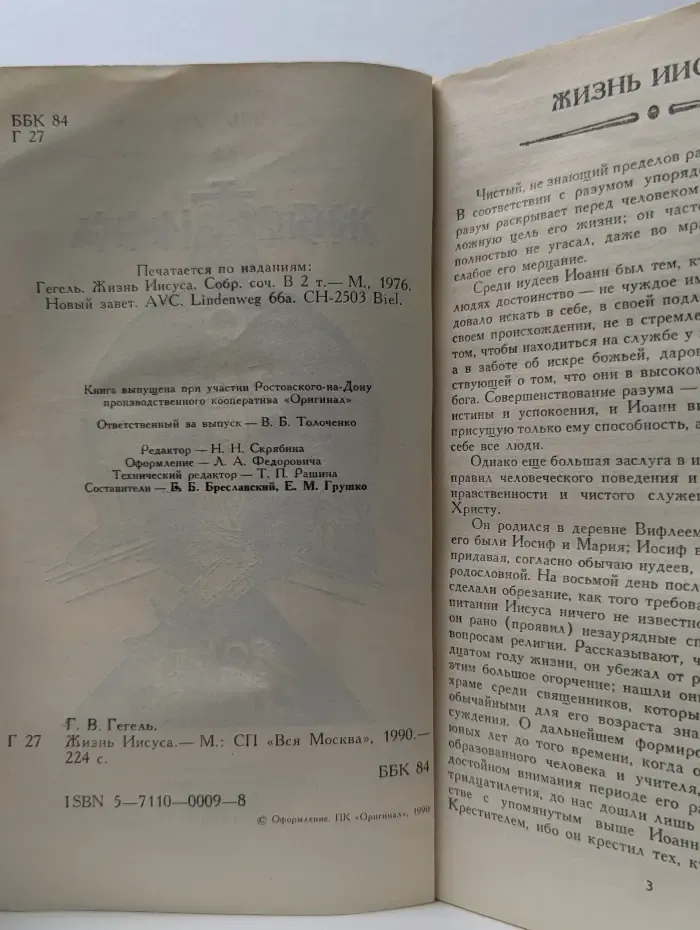 ББК 84
Г 27
Печатается по изданиям:
Гегель. Жизнь Иисуса. Собр. соч. В 2 т.— М., 1976.
Новый завет. AVC. Lindenweg 66a. CH-2503 Biel.
Книга выпущена при участии Ростовского-на-Дону
производственного кооператива «Оригинал»
Ответственный за выпуск — В. Б. Толоченко
Редактор — Н. Н. Скрябина
Оформление — Л. А. Федоровича
Технический редактор — Т. П. Рашина
Составители — Б. Б. Бреславский, Е. М. Грушко
Г. В. Гегель.
Г 27 Жизнь Иисуса.— М.: СП «Вся Москва», 1990.—
224 с.
ББК 84
ISBN 5—7110—0009—8
© Оформление. ПК «Оригинал», 1990
ЖИЗНЬ ИИС
Чистый, не знающий пределов ра
В соответствии с разумом упоряд
разум раскрывает перед человеком
ложную цель его жизни; он част
полностью не угасал, даже во мр
слабое его мерцание.
Среди иудеев Иоанн был тем, к
людях достоинство — не чуждое им
довало искать в себе, в своей подл
своем происхождении, не в стремле
том, чтобы находиться на службе у
а в заботе об искре божьей, даров
ствующей о том, что они в высоком
бога. Совершенствование разума —
истины и успокоения, и Иоанн ви
присущую только ему способность, а
себе все люди.
Однако еще большая заслуга в и
правил человеческого поведения и
нравственности и чистого служе
Христу.
Он родился в деревне Вифлеем
его были Иосиф и Мария; Иосиф в
придавая, согласно обычаю иудеев,
родословной. На восьмой день посл
сделали обрезание, как того требова
питании Иисуса ничего не известно
он рано (проявил) незаурядные сп
вопросам религии. Рассказывают, ч
дцатом году жизни, он убежал от р
этим большое огорчение; нашли он
храме среди священников, которы
обычайными для его возраста зна
суждения. О дальнейшем формир
юных лет до того времени, когда о
образованного человека и учителя,
достойном внимания периоде его ра
тридцатилетия, до нас дошли лишь
стве с упомянутым выше Иоанн
Крестителем, ибо он крестил тех, к
3